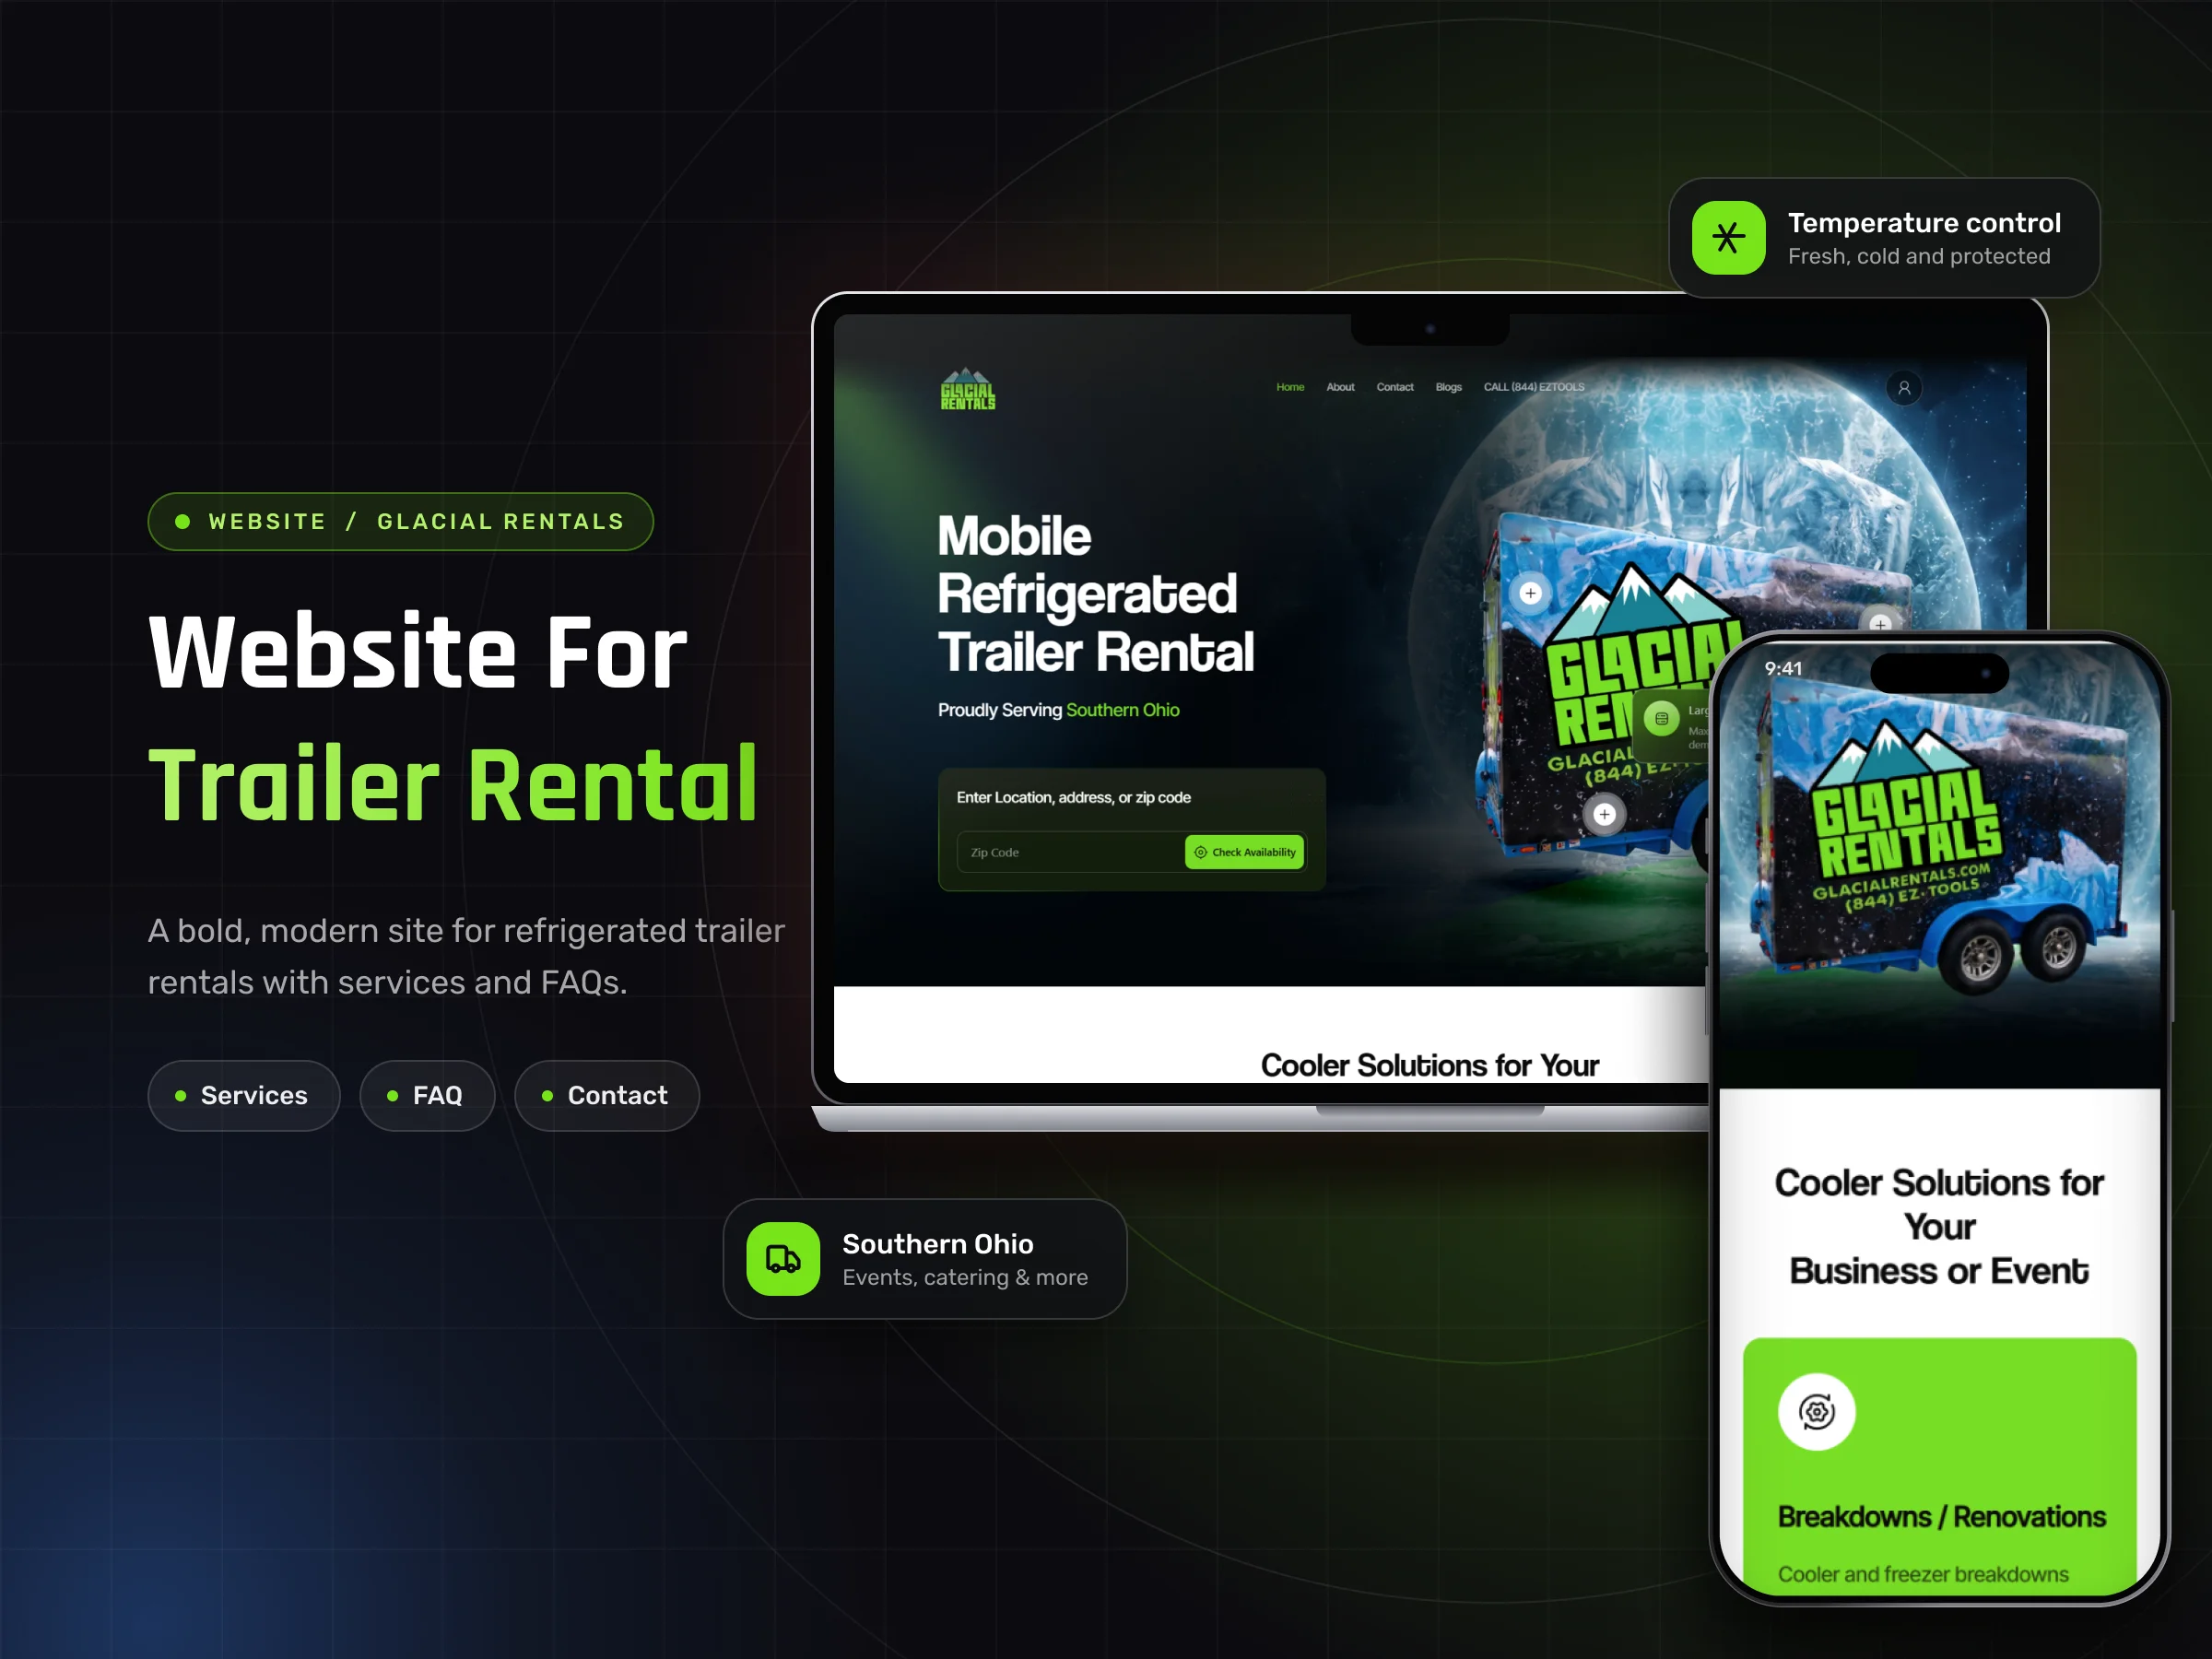 WEBSITE / GLACIAL RENTALS
Website For
Trailer Rental
A bold, modern site for refrigerated trailer
rentals with services and FAQs.
Services
FAQ
Contact
Temperature control
Fresh, cold and protected
GLACIAL
RENTALS
Home
About
Contact
Blogs
CALL (844) EZTOOLS
Mobile
Refrigerated
Trailer Rental
Proudly Serving Southern Ohio
Enter Location, address, or zip code
Zip Code
Check Availability
Cooler Solutions for Your
Southern Ohio
Events, catering & more
9:41
GLACIAL
RENTALS
GLACIALRENTALS.COM
(844) EZ·TOOLS
Cooler Solutions for
Your
Business or Event
Breakdowns / Renovations
Cooler and freezer breakdowns